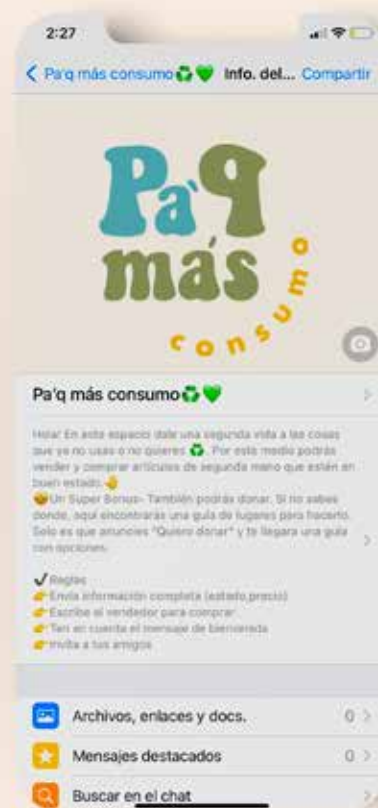 2:27
Pa'q más consumo♻️💚 Info. del... Compartir
Pa'q
más
consumo
Pa'q más consumo♻️💚
Hola! En este espacio dale una segunda vida a las cosas
que ya no usas o no quieres ♻️. Por este medio podrás
vender y comprar artículos de segunda mano que estén en
buen estado.
Un Super Bonus- También podrás donar. Si no sabes
donde, aquí encontrarás una guía de lugares para hacerlo.
Solo es que anuncies "Quiero donar" y te llegara una guía
con opciones.
✔️Reglas
👉Envía información completa (estado,precio)
👉Escribe al vendedor para comprar
👉Ten en cuenta el mensaje de bienvenida
👉Invita a tus amigos
Archivos, enlaces y docs. 0
Mensajes destacados 0
Buscar en el chat